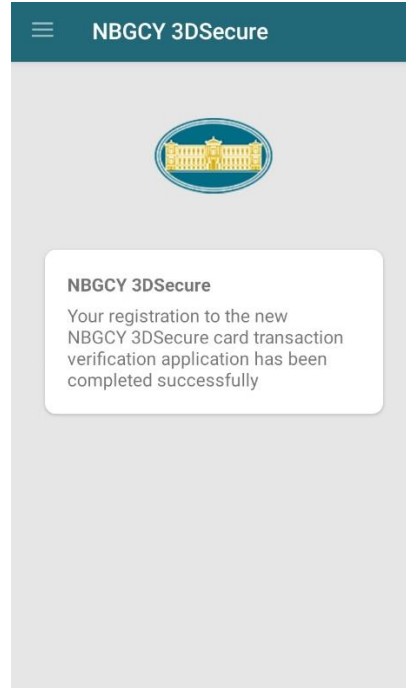 NBGCY 3DSecure
NBGCY 3DSecure
Your registration to the new
NBGCY 3DSecure card transaction
verification application has been
completed successfully